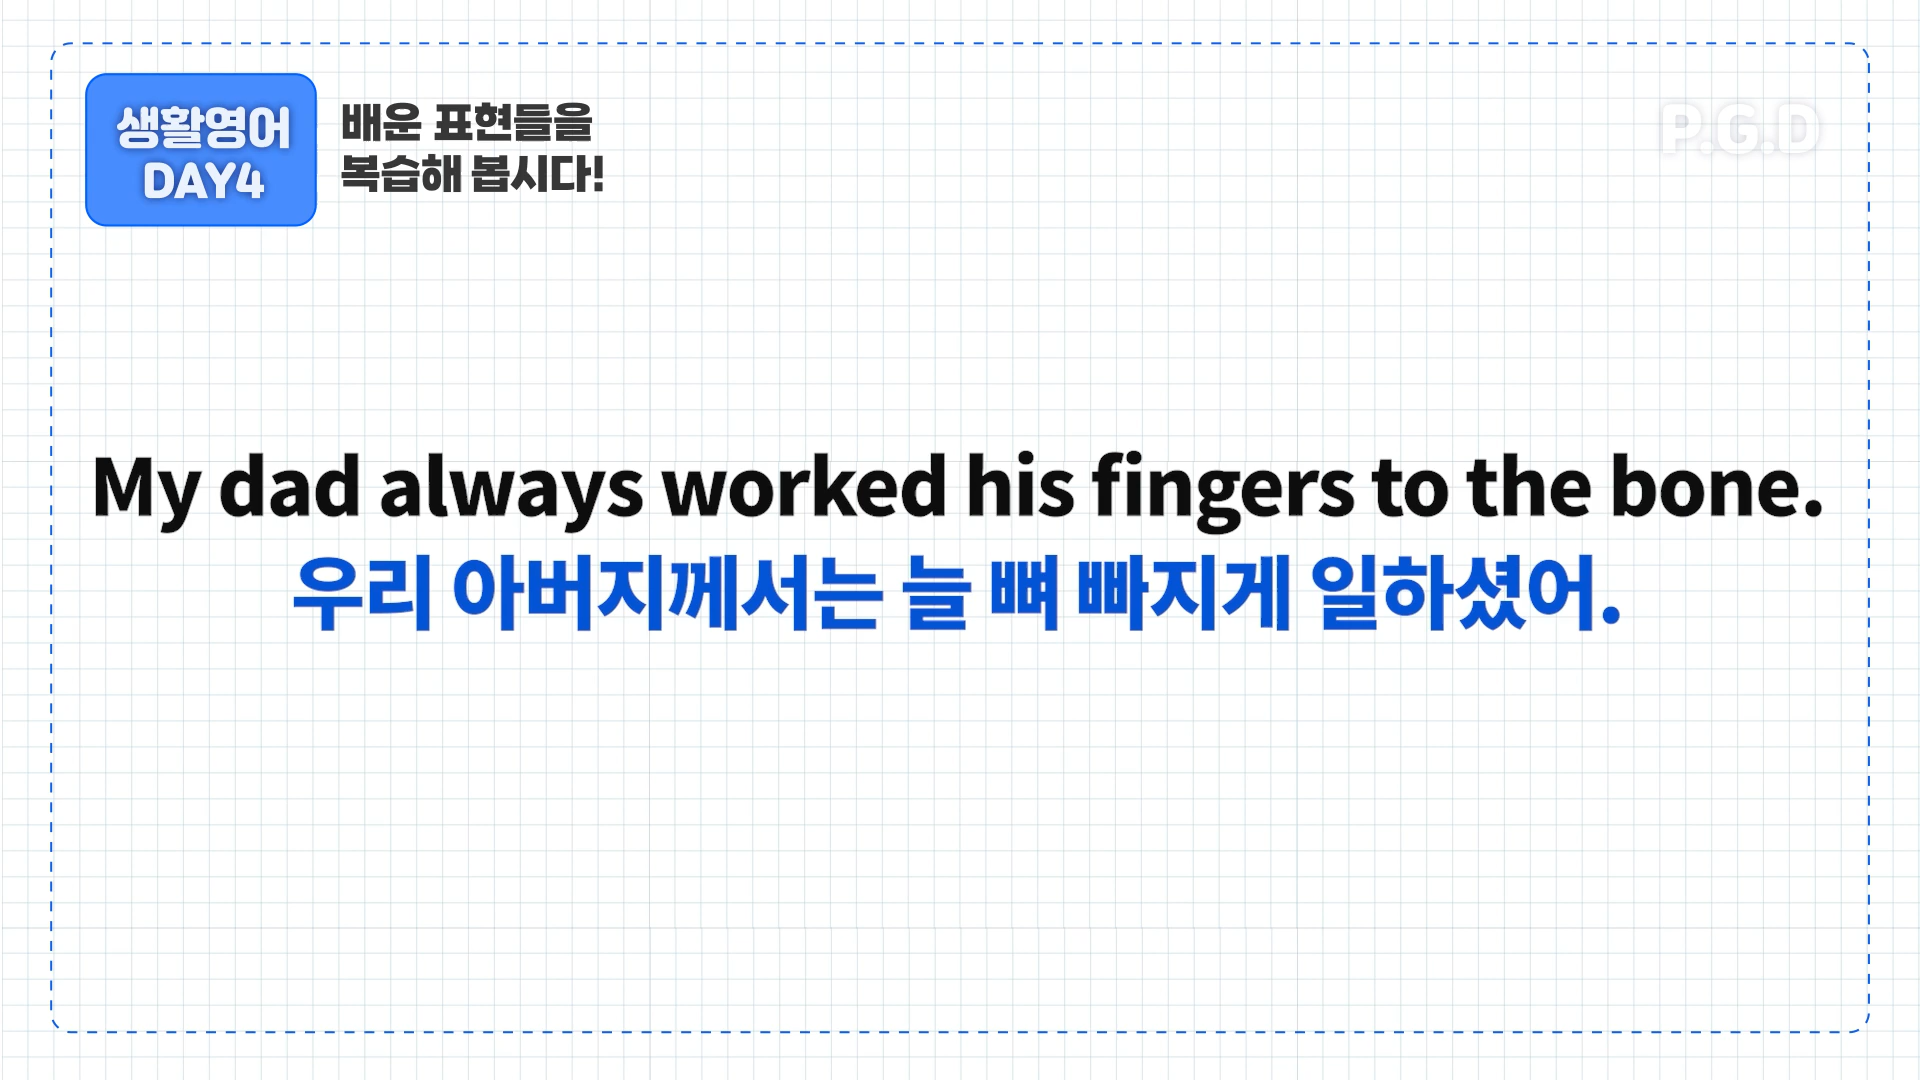 생활영어
DAY4
배운 표현들을
복습해 봅시다!
P.G.D
My dad always worked his fingers to the bone.
우리 아버지께서는 늘 뼈 빠지게 일하셨어.